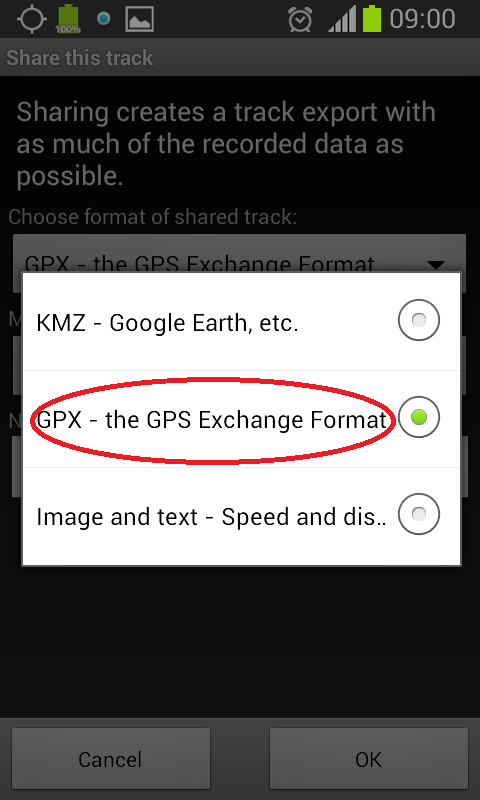 100%
09:00
Share this track
Sharing creates a track export with
as much of the recorded data as
possible.
Choose format of shared track:
GPX - the GPS Exchange Format
KMZ - Google Earth, etc.
GPX - the GPS Exchange Format
Image and text - Speed and dis..
Cancel
OK